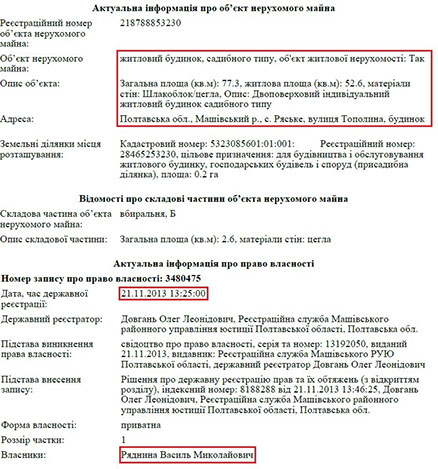 Актуальна інформація про об'єкт нерухомого майна
Реєстраційний номер 218788853230
об'єкта нерухомого
майна:
Об'єкт нерухомого житловий будинок, садибного типу, об'єкт житлової нерухомості: Так
майна:
Опис об'єкта: Загальна площа (кв.м): 77.3, житлова площа (кв.м): 52.6, матеріали
стін: Шлакоблок/цегла, Опис: Двоповерховий індивідуальний
житловий будинок садибного типу
Адреса: Полтавська обл., Машівський р., с. Ряське, вулиця Тополина, будинок
Земельні ділянки місця Кадастровий номер: 5323085601:01:001: Реєстраційний номер:
розташування: 28465253230, цільове призначення: для будівництва і обслуговування
житлового будинку, господарських будівель і споруд (присадибна
ділянка), площа: 0.2 га
Відомості про складові частини об'єкта нерухомого майна
Складова частина об'єкта вбиральня, Б
нерухомого майна:
Опис складової частини: Загальна площа (кв.м): 2.6, матеріали стін: цегла
Актуальна інформація про право власності
Номер запису про право власності: 3480475
Дата, час державної 21.11.2013 13:25:00
реєстрації:
Державний реєстратор: Довгань Олег Леонідович, Реєстраційна служба Машівського
районного управління юстиції Полтавської області, Полтавська обл.
Підстава виникнення свідоцтво про право власності, серія та номер: 13192050, виданий
права власності: 21.11.2013, видавник: Реєстраційна служба Машівського РУЮ
Полтавської області, державний реєстратор Довгань Олег Леонідович
Підстава внесення Рішення про державну реєстрацію прав та їх обтяжень (з відкриттям
запису: розділу), індексний номер: 8188288 від 21.11.2013 13:46:25, Довгань
Олег Леонідович, Реєстраційна служба Машівського районного
управління юстиції Полтавської області, Полтавська обл.
Форма власності: приватна
Розмір частки: 1
Власники: Ряднина Василь Миколайович